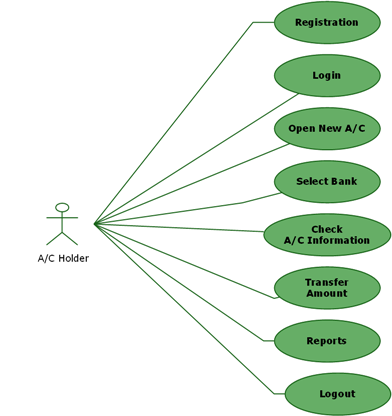 Registration
Login
Open New A/C
Select Bank
Check
A/C Information
A/C Holder
Transfer
Amount
Reports
Logout